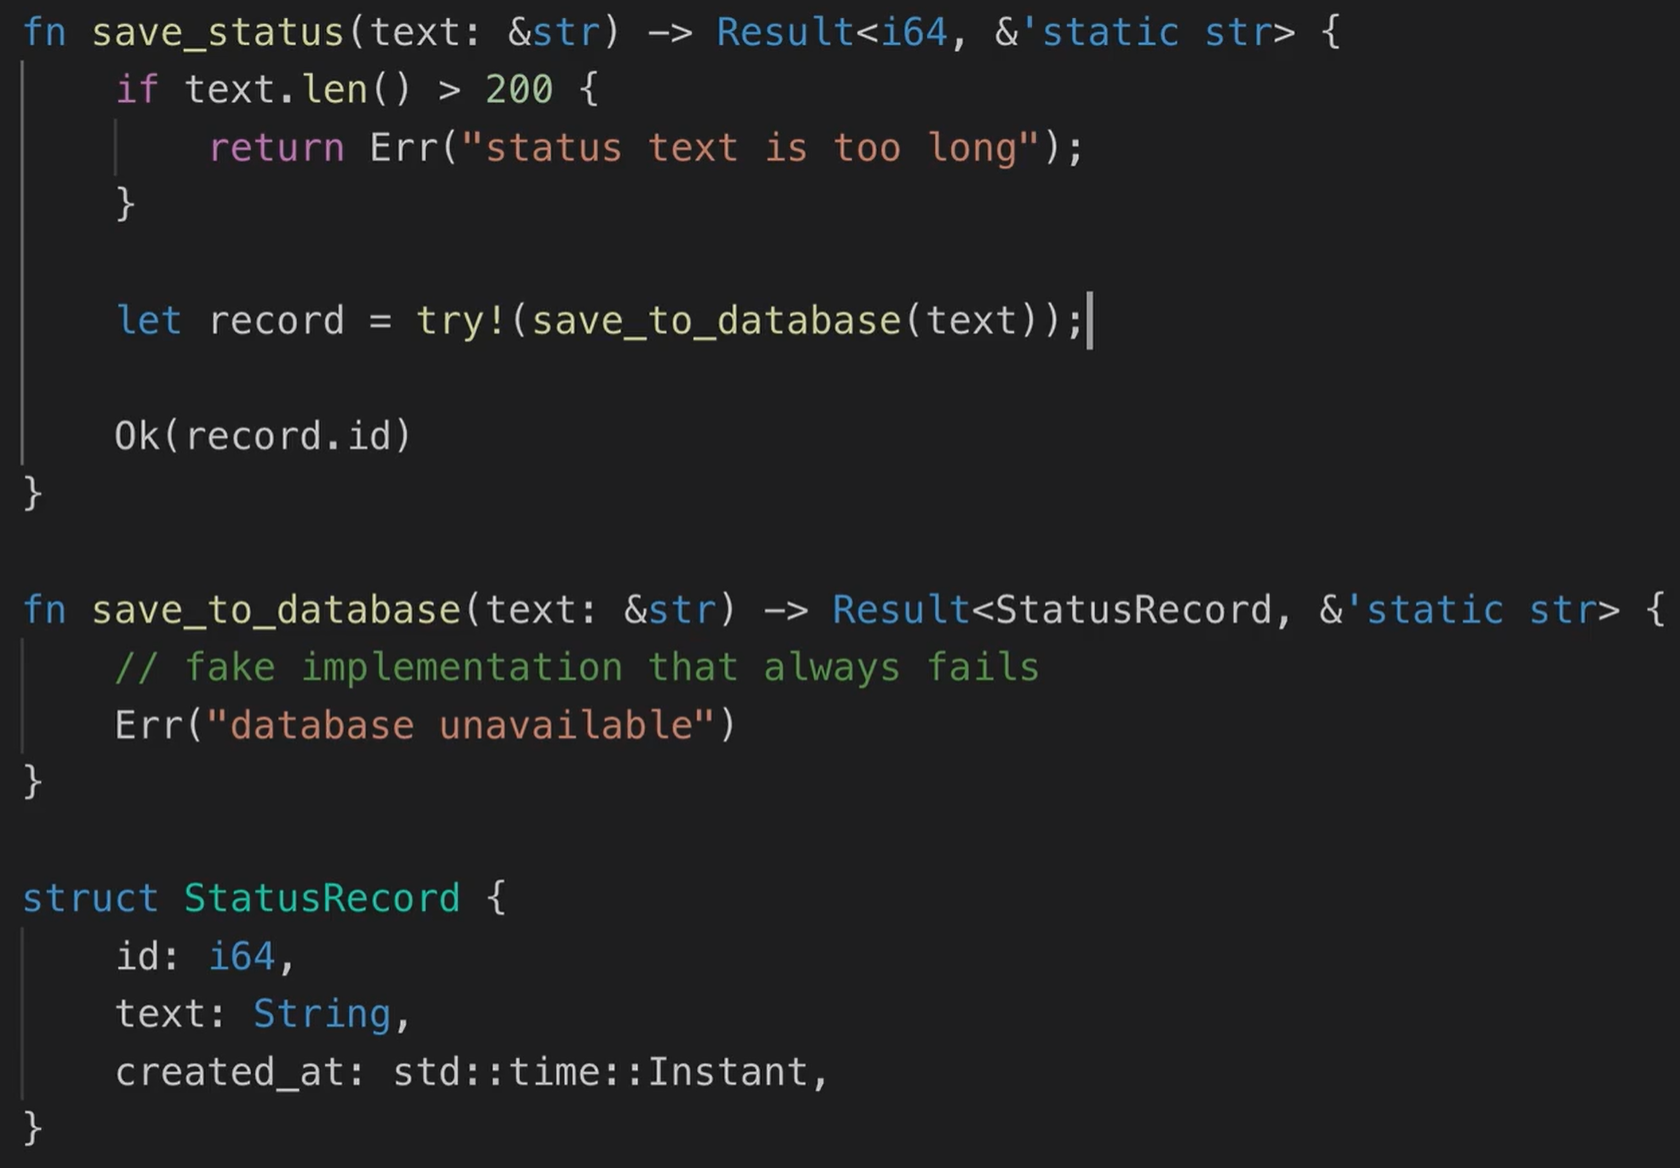 fn save_status(text: &str) -> Result<i64, &'static str> {
    if text.len() > 200 {
        return Err("status text is too long");
    }

    let record = try!(save_to_database(text));

    Ok(record.id)
}

fn save_to_database(text: &str) -> Result<StatusRecord, &'static str> {
    // fake implementation that always fails
    Err("database unavailable")
}

struct StatusRecord {
    id: i64,
    text: String,
    created_at: std::time::Instant,
}